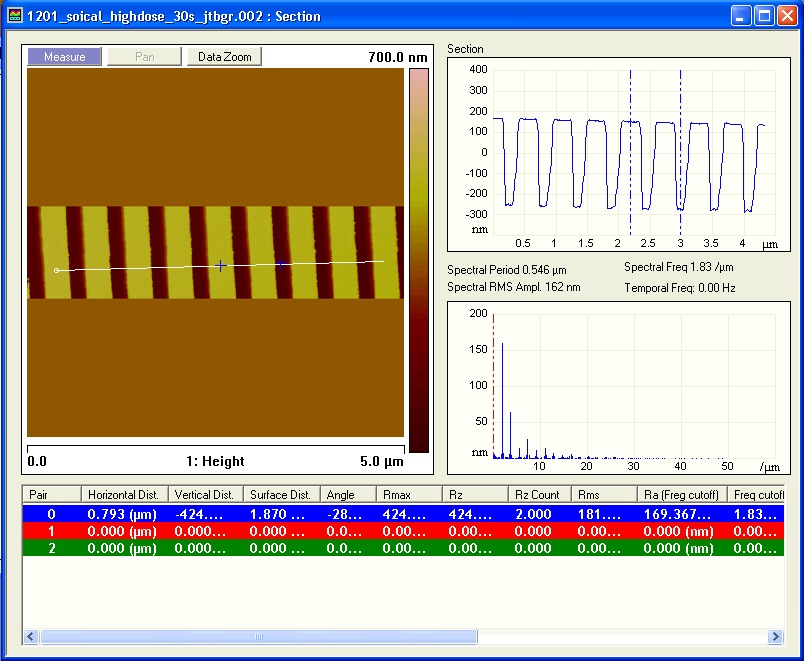 1201_soical_highdose_30s_jtbgr.002 : Section
Measure Pan Data Zoom 700.0 nm
0.0 1: Height 5.0 µm
Section
400
300
200
100
0
-100
-200
-300
nm
0.5 1 1.5 2 2.5 3 3.5 4 µm
Spectral Period 0.546 µm Spectral Freq 1.83 /µm
Spectral RMS Ampl. 162 nm Temporal Freq: 0.00 Hz
200
150
100
50
nm
10 20 30 40 50 /µm
Pair Horizontal Dist. Vertical Dist. Surface Dist. Angle Rmax Rz Rz Count Rms Ra (Freg cutoff) Freq cutoff
0 0.793 (µm) -424.... 1.870 ... -28... 424.... 424.... 2.000 181.... 169.367... 1.83...
1 0.000 (µm) 0.000... 0.000 ... 0.0... 0.00... 0.00... 0.000 0.00... 0.000 (nm) 0.00...
2 0.000 (µm) 0.000... 0.000 ... 0.0... 0.00... 0.00... 0.000 0.00... 0.000 (nm) 0.00...